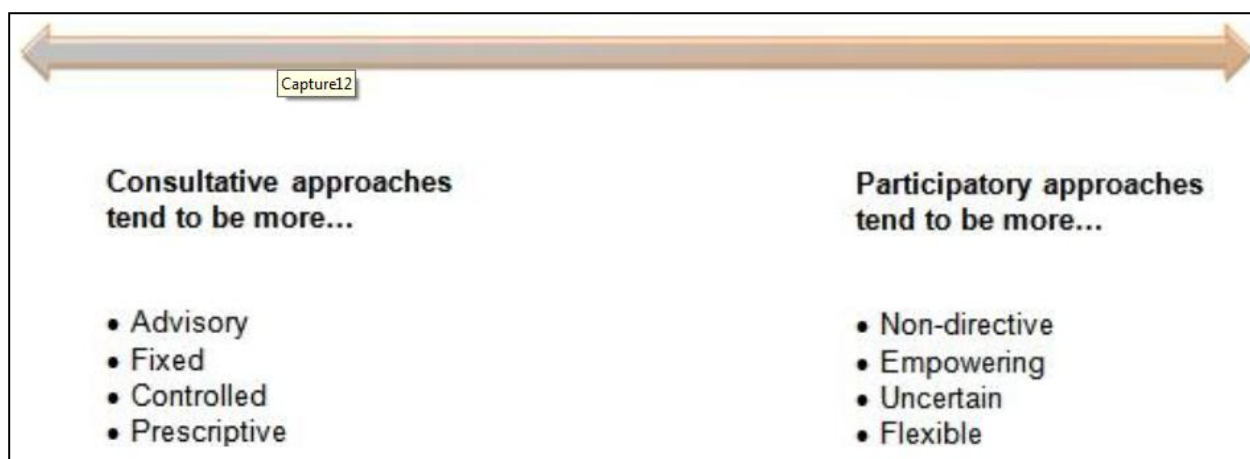 Capture12
Consultative approaches
tend to be more...
• Advisory
• Fixed
• Controlled
• Prescriptive
Participatory approaches
tend to be more...
• Non-directive
• Empowering
• Uncertain
• Flexible